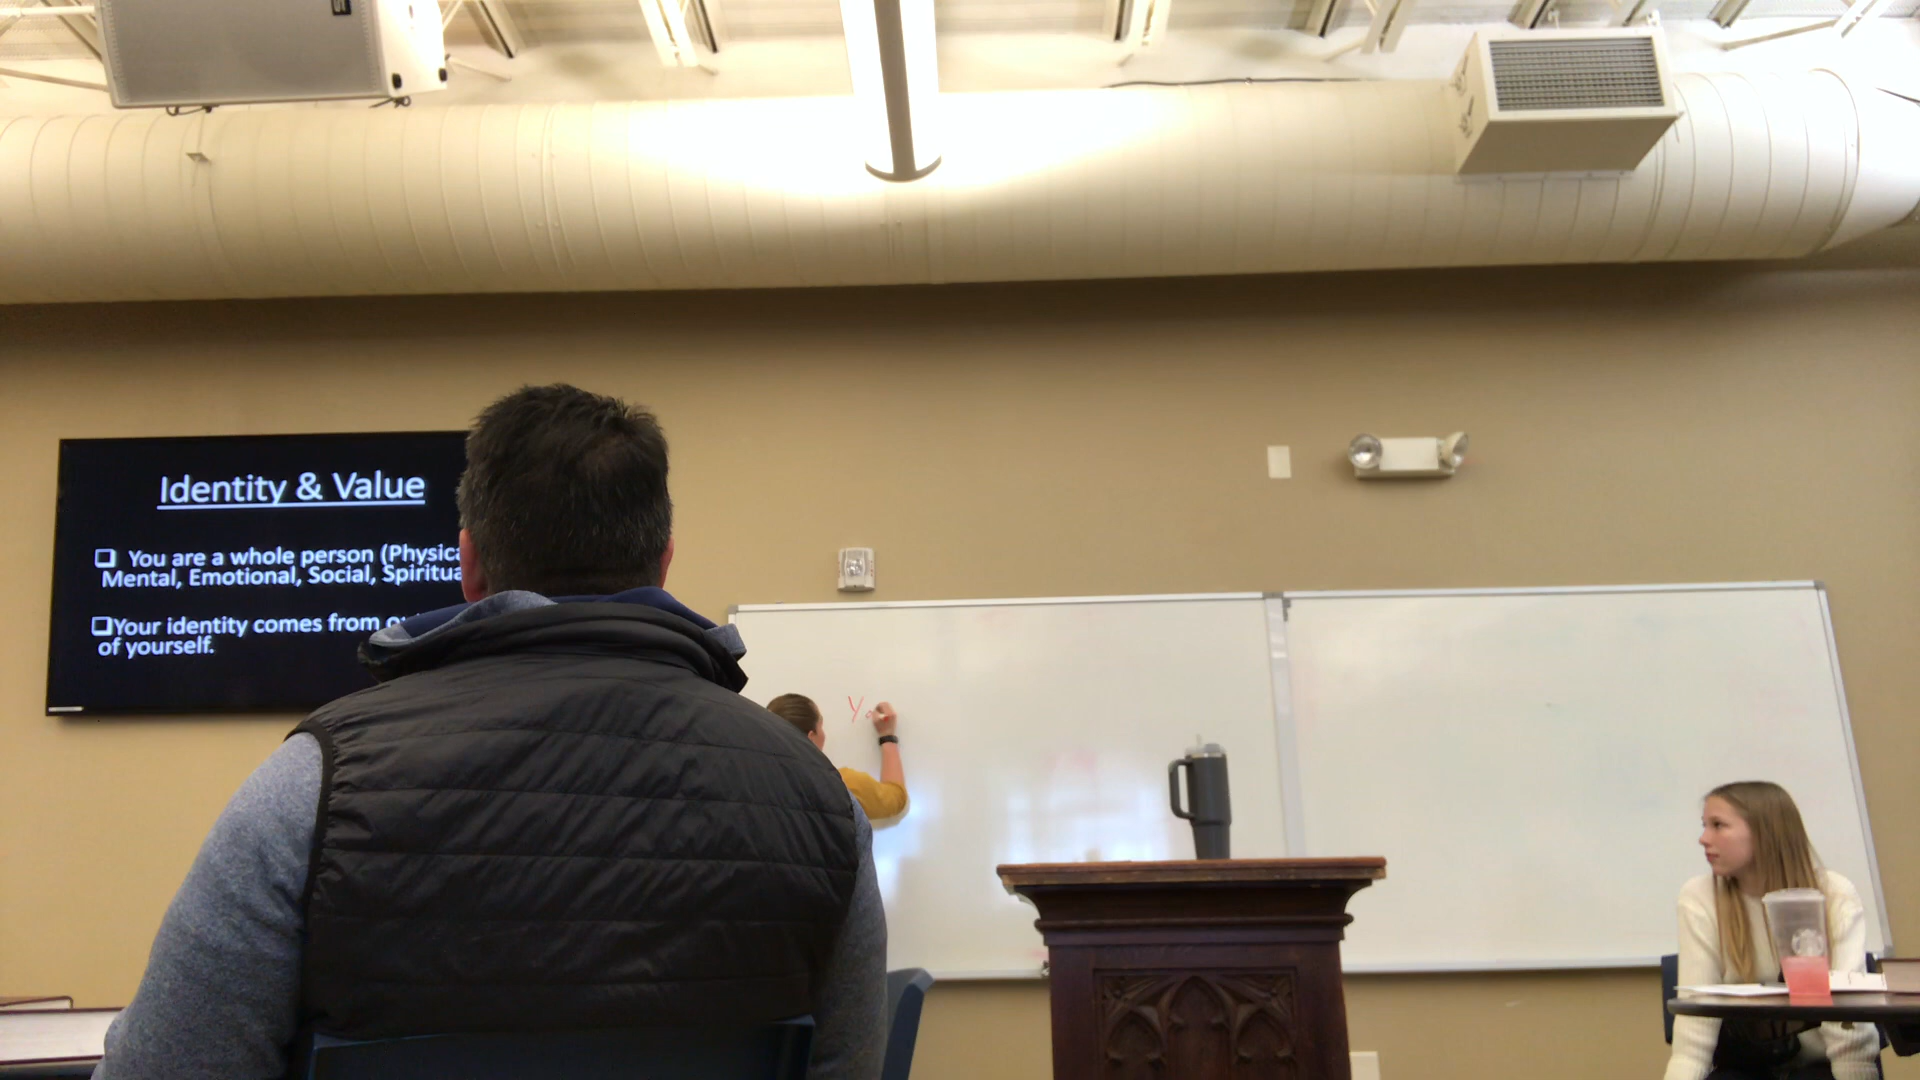 Identity & Value
❑ You are a whole person (Physica
Mental, Emotional, Social, Spiritua
❑Your identity comes from
of yourself.
Y